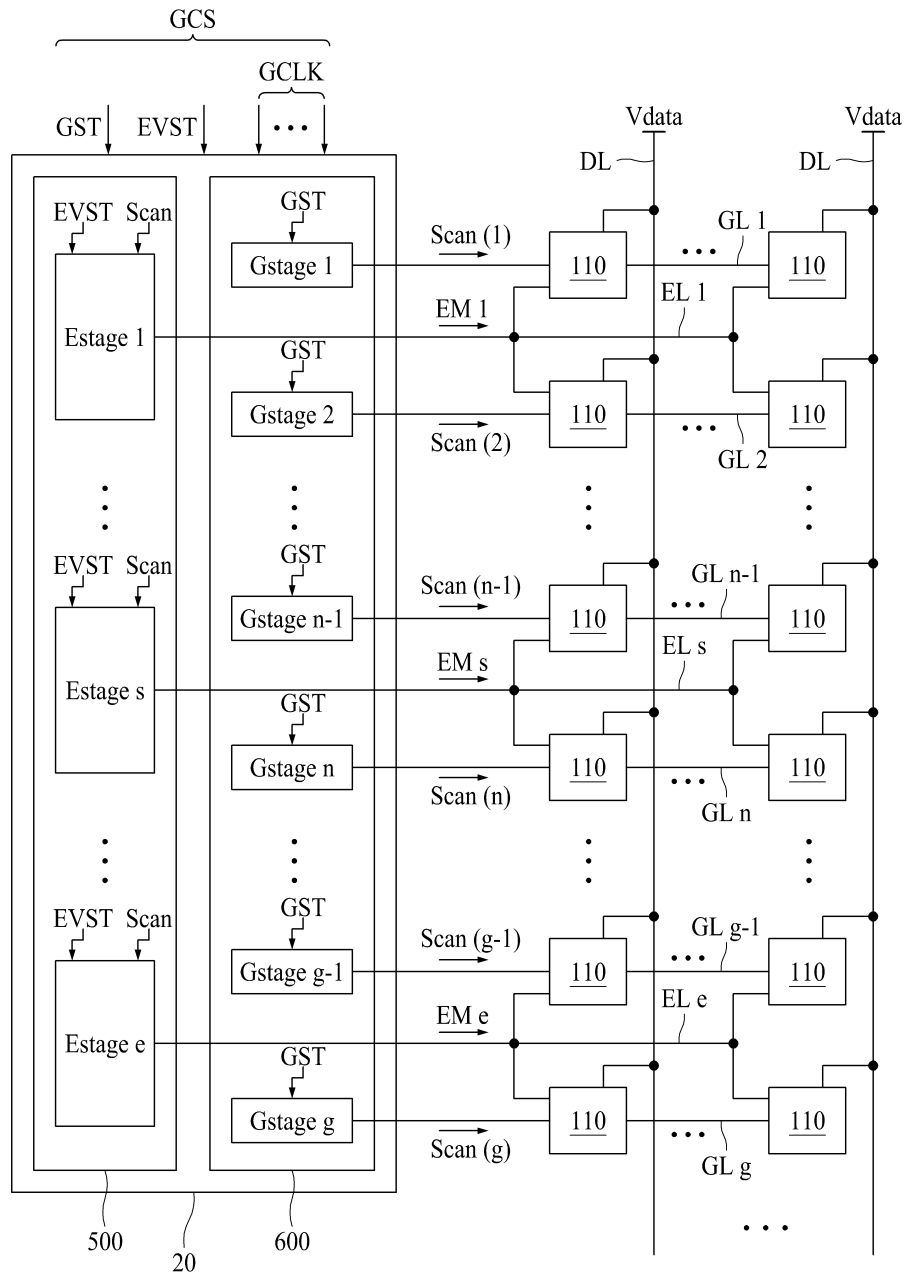 GCS
GCLK
GST
EVST
Vdata
Vdata
DL
DL
EVST
Scan
GST
Gstage 1
Scan (1)
110
GL 1
110
Estage 1
EM 1
EL 1
GST
Gstage 2
Scan (2)
110
110
GL 2
EVST
Scan
GST
Gstage n-1
Scan (n-1)
110
GL n-1
110
Estage s
EM s
EL s
GST
Gstage n
Scan (n)
110
110
GL n
EVST
Scan
GST
Gstage g-1
Scan (g-1)
110
GL g-1
110
Estage e
EM e
EL e
GST
Gstage g
Scan (g)
110
110
GL g
500
20
600